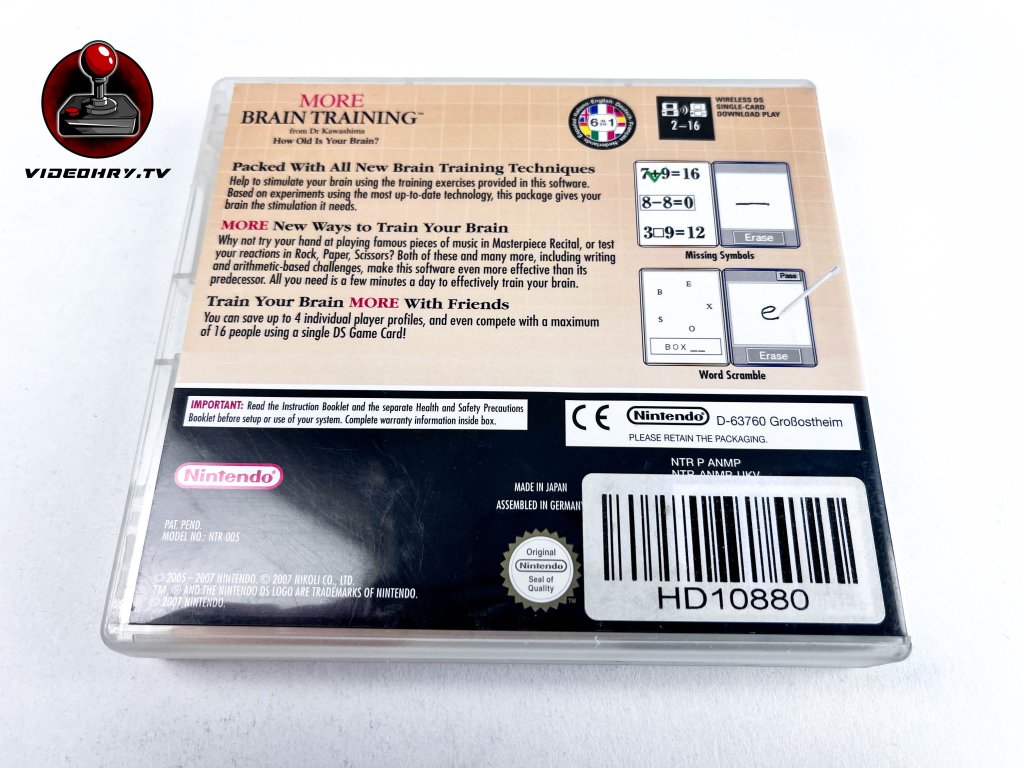 VIDEOHRY.TV
MORE
BRAIN TRAINING™
from Dr Kawashima
How Old Is Your Brain?
English Deutsch Français Nederlands Español Italiano
6 in 1
2-16
WIRELESS DS
SINGLE-CARD
DOWNLOAD PLAY
Packed With All New Brain Training Techniques
Help to stimulate your brain using the training exercises provided in this software.
Based on experiments using the most up-to-date technology, this package gives your
brain the stimulation it needs.
MORE New Ways to Train Your Brain
Why not try your hand at playing famous pieces of music in Masterpiece Recital, or test
your reactions in Rock, Paper, Scissors? Both of these and many more, including writing
and arithmetic-based challenges, make this software even more effective than its
predecessor. All you need is a few minutes a day to effectively train your brain.
Train Your Brain MORE With Friends
You can save up to 4 individual player profiles, and even compete with a maximum
of 16 people using a single DS Game Card!
7+9=16
8-8=0
3□9=12
Erase
Missing Symbols
B
E
X
S
O
BOX__
Pass
e
Erase
Word Scramble
IMPORTANT: Read the Instruction Booklet and the separate Health and Safety Precautions
Booklet before setup or use of your system. Complete warranty information inside box.
CE Nintendo® D-63760 Großostheim
PLEASE RETAIN THE PACKAGING.
Nintendo®
NTR P ANMP
NTR-ANMP-UKV
MADE IN JAPAN
ASSEMBLED IN GERMANY
PAT. PEND.
MODEL NO.: NTR-005
Original
Nintendo
Seal of
Quality
TM
© 2005–2007 NINTENDO. © 2007 NIKOLI CO., LTD.
TM, ® AND THE NINTENDO DS LOGO ARE TRADEMARKS OF NINTENDO.
© 2007 NINTENDO.
HD10880